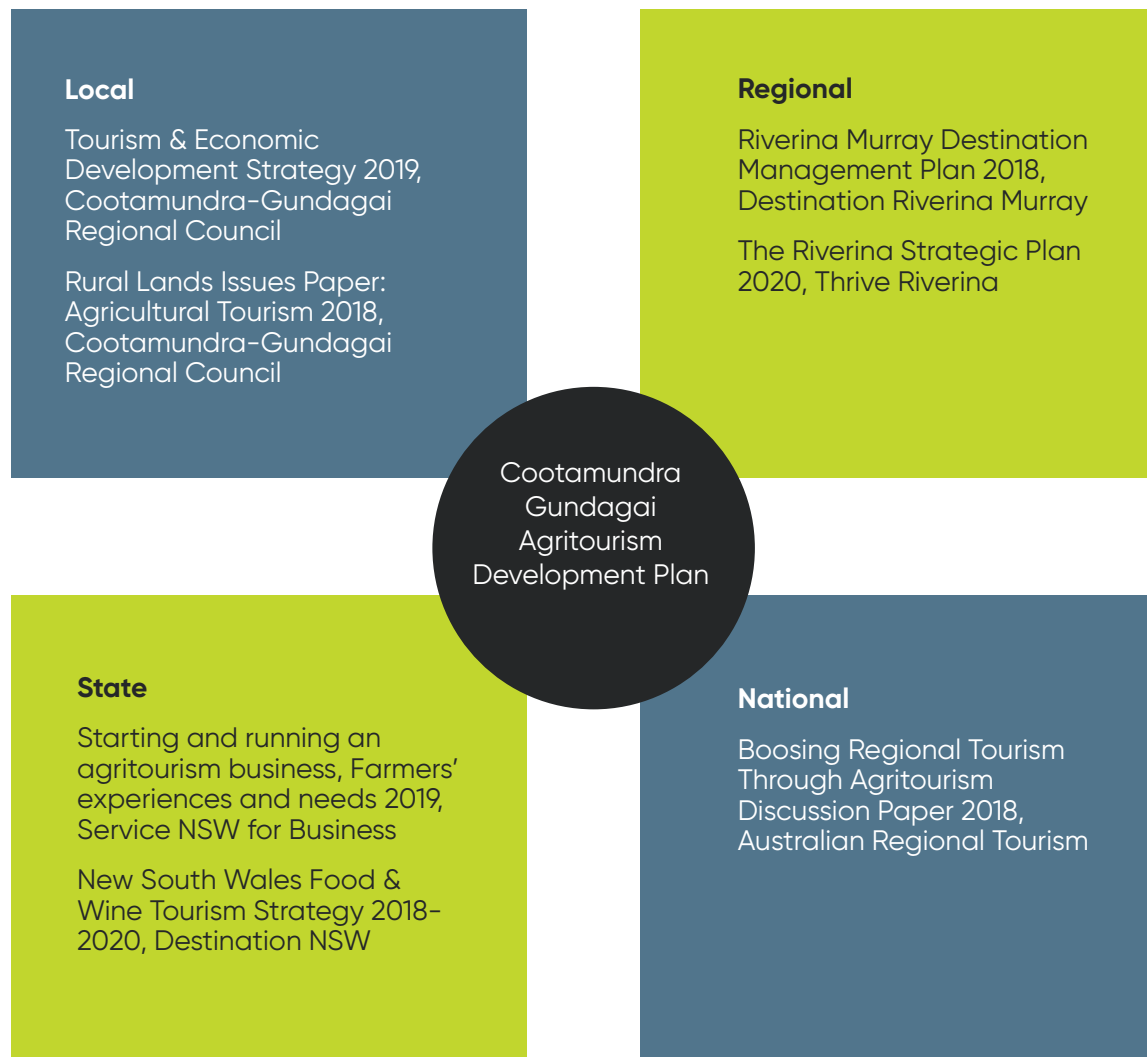 Local
Tourism & Economic
Development Strategy 2019,
Cootamundra-Gundagai
Regional Council
Rural Lands Issues Paper:
Agricultural Tourism 2018,
Cootamundra-Gundagai
Regional Council
Regional
Riverina Murray Destination
Management Plan 2018,
Destination Riverina Murray
The Riverina Strategic Plan
2020, Thrive Riverina
Cootamundra
Gundagai
Agritourism
Development Plan
State
Starting and running an
agritourism business, Farmers’
experiences and needs 2019,
Service NSW for Business
New South Wales Food &
Wine Tourism Strategy 2018-
2020, Destination NSW
National
Boosing Regional Tourism
Through Agritourism
Discussion Paper 2018,
Australian Regional Tourism